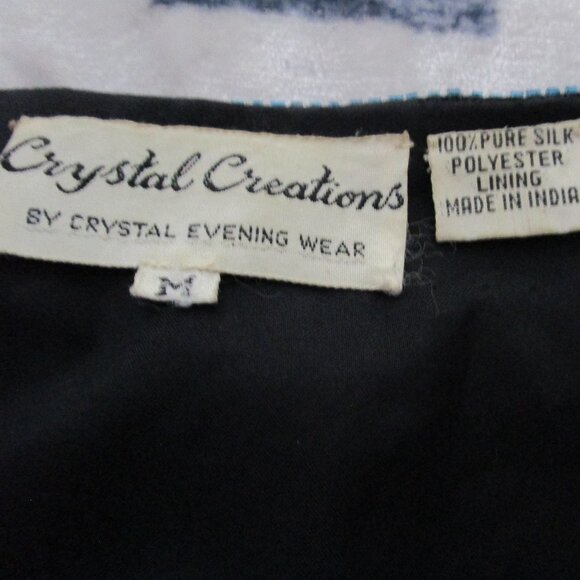 Crystal Creations
BY CRYSTAL EVENING WEAR
M
100% PURE SILK
POLYESTER
LINING
MADE IN INDIA